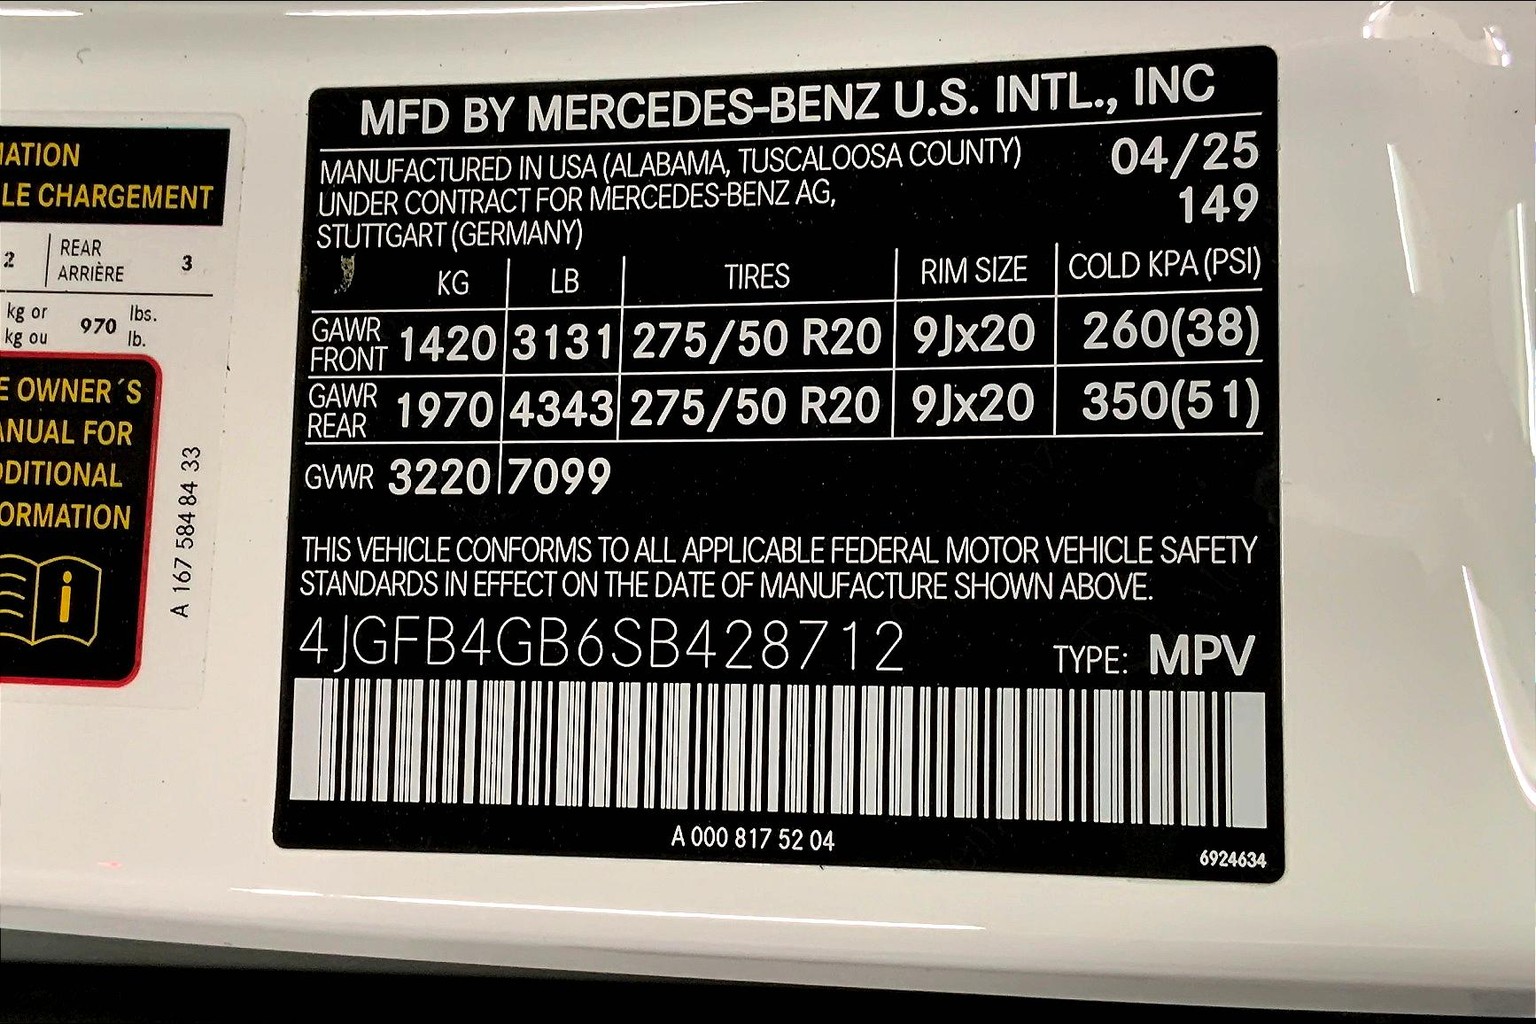 MATION
LE CHARGEMENT
2 REAR ARRIÈRE 3
kg or lbs.
970
kg ou lb.
OWNER´S
MANUAL FOR
ADDITIONAL
INFORMATION
A 167 584 84 33
MFD BY MERCEDES-BENZ U.S. INTL., INC
MANUFACTURED IN USA (ALABAMA, TUSCALOOSA COUNTY) 04/25
UNDER CONTRACT FOR MERCEDES-BENZ AG, 149
STUTTGART (GERMANY)
KG LB TIRES RIM SIZE COLD KPA (PSI)
GAWR FRONT 1420 3131 275/50 R20 9Jx20 260(38)
GAWR REAR 1970 4343 275/50 R20 9Jx20 350(51)
GVWR 3220 7099
THIS VEHICLE CONFORMS TO ALL APPLICABLE FEDERAL MOTOR VEHICLE SAFETY
STANDARDS IN EFFECT ON THE DATE OF MANUFACTURE SHOWN ABOVE.
4JGFB4GB6SB428712 TYPE: MPV
A 000 817 52 04
6924634